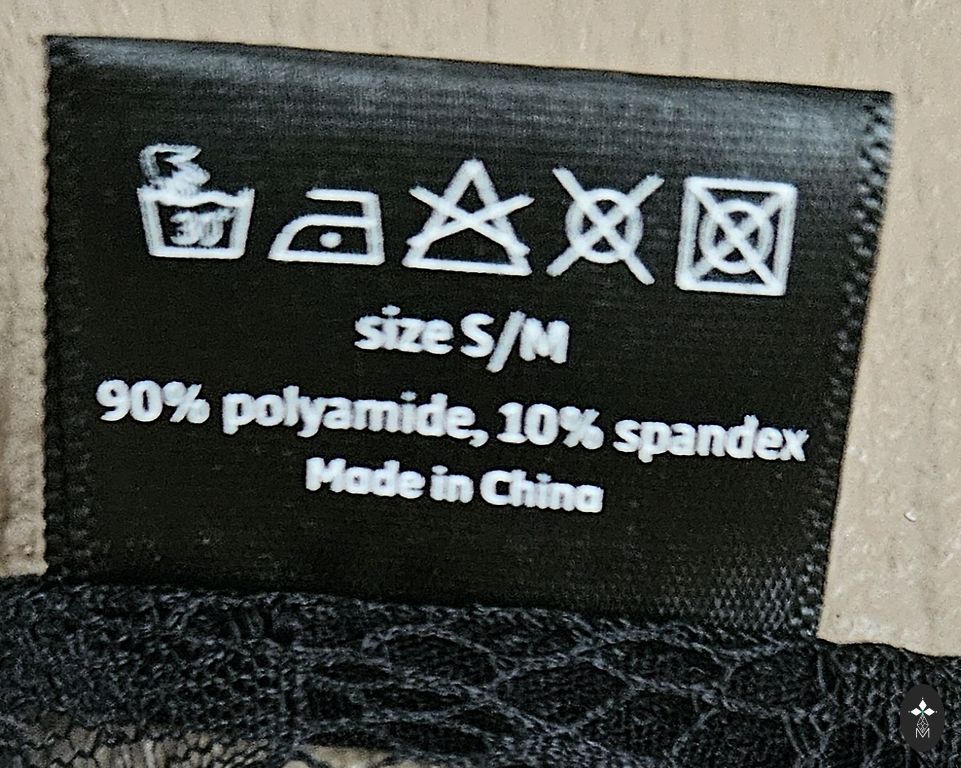 30°
size S/M
90% polyamide, 10% spandex
Made in China
M